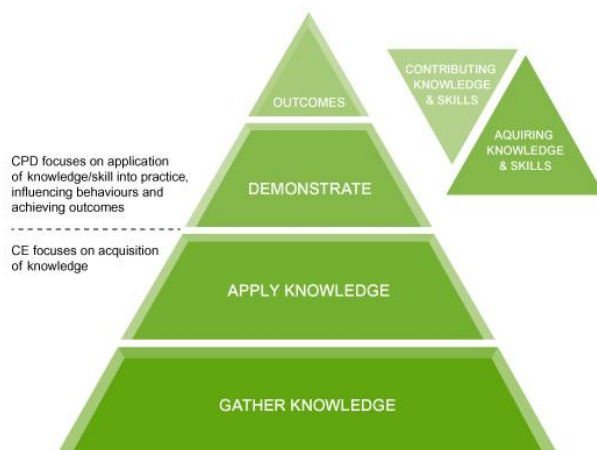 OUTCOMES
CONTRIBUTING
KNOWLEDGE
& SKILLS
AQUIRING
KNOWLEDGE
& SKILLS
CPD focuses on application
of knowledge/skill into practice,
influencing behaviours and
achieving outcomes
DEMONSTRATE
CE focuses on acquisition
of knowledge
APPLY KNOWLEDGE
GATHER KNOWLEDGE